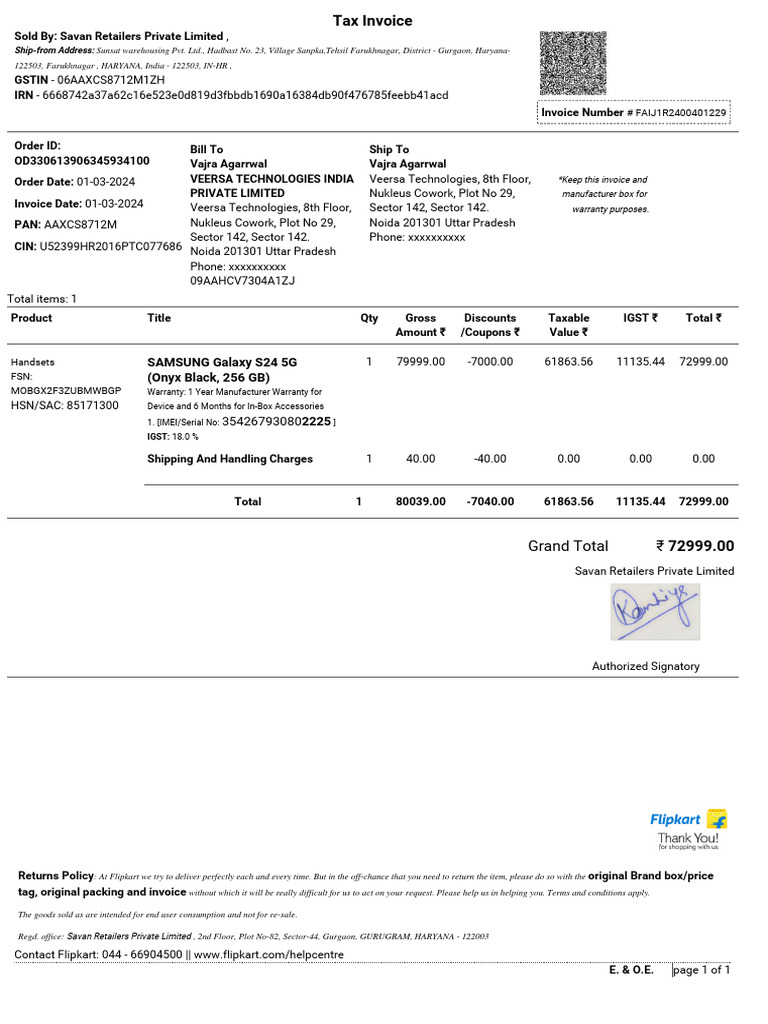 Tax Invoice
Sold By: Savan Retailers Private Limited ,
Ship-from Address: Sunsat warehousing Pvt. Ltd., Hadbast No. 23, Village Sanpka,Tehsil Farukhnagar, District - Gurgaon, Haryana-
122503, Farukhnagar , HARYANA, India - 122503, IN-HR ,
GSTIN - 06AAXCS8712M1ZH
IRN - 6668742a37a62c16e523e0d819d3fbbdb1690a16384db90f476785feebb41acd
Invoice Number # FAIJ1R2400401229
Order ID:
OD330613906345934100
Order Date: 01-03-2024
Invoice Date: 01-03-2024
PAN: AAXCS8712M
CIN: U52399HR2016PTC077686
Bill To
Vajra Agarrwal
VEERSA TECHNOLOGIES INDIA
PRIVATE LIMITED
Veersa Technologies, 8th Floor,
Nukleus Cowork, Plot No 29,
Sector 142, Sector 142.
Noida 201301 Uttar Pradesh
Phone: xxxxxxxxxx
09AAHCV7304A1ZJ
Ship To
Vajra Agarrwal
Veersa Technologies, 8th Floor,
Nukleus Cowork, Plot No 29,
Sector 142, Sector 142.
Noida 201301 Uttar Pradesh
Phone: xxxxxxxxxx
*Keep this invoice and
manufacturer box for
warranty purposes.
Total items: 1
Product Title Qty Gross Amount ₹ Discounts /Coupons ₹ Taxable Value ₹ IGST ₹ Total ₹
Handsets
FSN:
MOBGX2F3ZUBMWBGP
HSN/SAC: 85171300
SAMSUNG Galaxy S24 5G 1 79999.00 -7000.00 61863.56 11135.44 72999.00
(Onyx Black, 256 GB)
Warranty: 1 Year Manufacturer Warranty for
Device and 6 Months for In-Box Accessories
1. [IMEI/Serial No: 354267930802225 ]
IGST: 18.0 %
Shipping And Handling Charges 1 40.00 -40.00 0.00 0.00 0.00
Total 1 80039.00 -7040.00 61863.56 11135.44 72999.00
Grand Total ₹ 72999.00
Savan Retailers Private Limited
Authorized Signatory
Flipkart
Thank You!
for shopping with us
Returns Policy: At Flipkart we try to deliver perfectly each and every time. But in the off-chance that you need to return the item, please do so with the original Brand box/price
tag, original packing and invoice without which it will be really difficult for us to act on your request. Please help us in helping you. Terms and conditions apply.
The goods sold as are intended for end user consumption and not for re-sale.
Regd. office: Savan Retailers Private Limited , 2nd Floor, Plot No-82, Sector-44, Gurgaon, GURUGRAM, HARYANA - 122003
Contact Flipkart: 044 - 66904500 || www.flipkart.com/helpcentre
E. & O.E. page 1 of 1